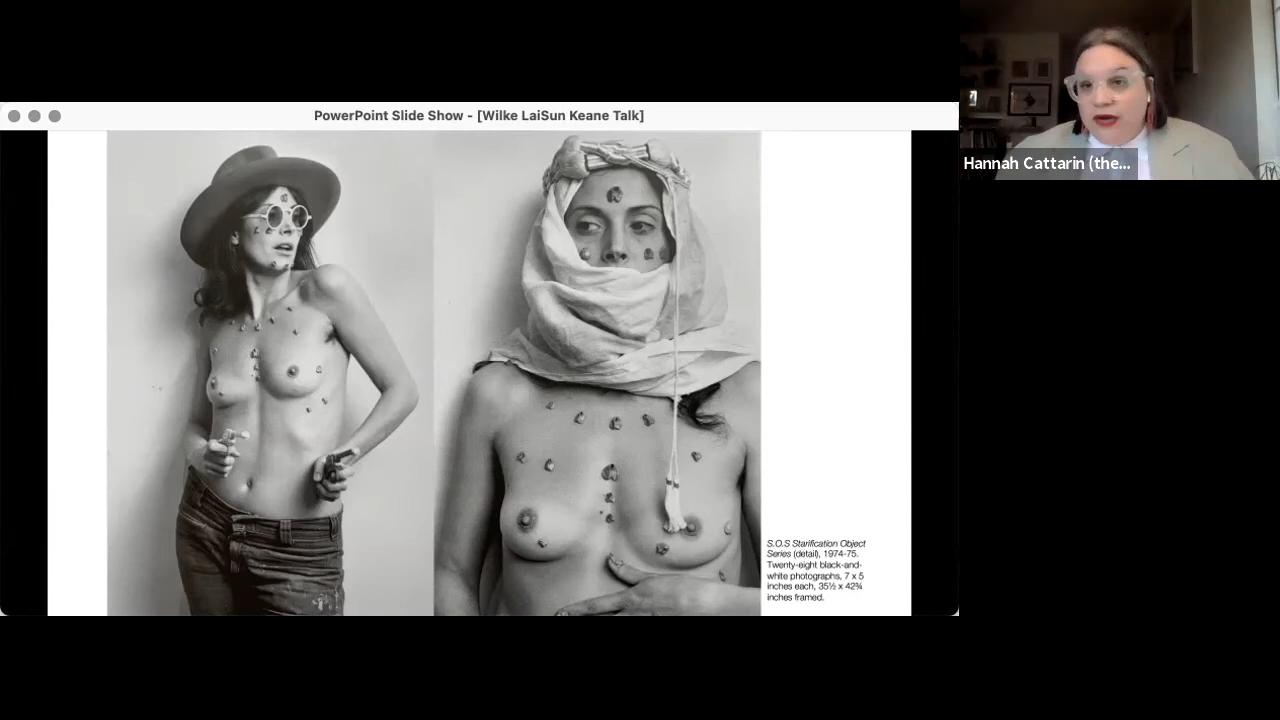 PowerPoint Slide Show - [Wilke LaiSun Keane Talk]
Hannah Cattarin (the...
S.O.S Starification Object
Series (detail), 1974-75.
Twenty-eight black-and-
white photographs, 7 x 5
inches each, 35½ x 42¾
inches framed.